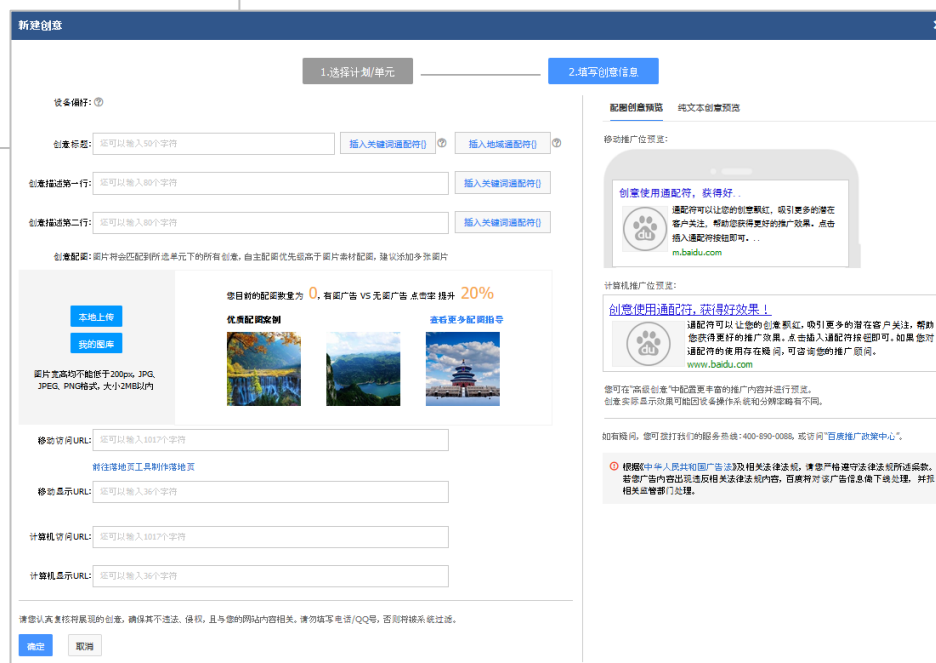 新建创意
1.选择计划/单元
2.填写创意信息
设备偏好:
创意标题: 还可以输入50个字符 插入关键词通配符{} 插入地域通配符{}
创意描述第一行: 还可以输入80个字符 插入关键词通配符{}
创意描述第二行: 还可以输入80个字符 插入关键词通配符{}
创意配图: 图片将会匹配到所选单元下的所有创意,自主配图优先级高于图片素材配图,建议添加多张图片
本地上传
我的图库
图片宽高均不能低于200px, JPG,
JPEG, PNG格式, 大小2MB以内
您目前的配图数量为 0, 有图广告 VS 无图广告 点击率 提升 20%
优质配图案例 查看更多配图指导
移动访问URL: 还可以输入1017个字符
前往落地页工具制作落地页
移动显示URL: 还可以输入36个字符
计算机访问URL: 还可以输入1017个字符
计算机显示URL: 还可以输入36个字符
请您认真复核将展现的创意,确保其不违法、侵权,且与您的网站内容相关。请勿填写电话/QQ号,否则将被系统过滤。
确定 取消
配图创意预览 纯文本创意预览
移动推广位预览:
创意使用通配符,获得好..
通配符可以让您的创意飘红,吸引更多的潜在
客户关注,帮助您获得更好的推广效果。点击
插入通配符按钮即可。..
m.baidu.com
计算机推广位预览:
创意使用通配符,获得好效果!
通配符可以让您的创意飘红,吸引更多的潜在客户关注,帮助
您获得更好的推广效果。点击插入通配符按钮即可。如果您对
通配符的使用存在疑问,可咨询您的推广顾问。
www.baidu.com
您可在"高级创意"中配置更丰富的推广内容并进行预览。
创意实际显示效果可能因设备操作系统和分辨率略有不同。
如有疑问,您可拨打我们的服务热线:400-890-0088,或访问"百度推广政策中心"。
根据《中华人民共和国广告法》及相关法律法规,请您严格遵守法律法规所述条款。
若您广告内容出现违反相关法律法规内容,百度将对该广告信息做下线处理,并报
相关监管部门处理。
du
du